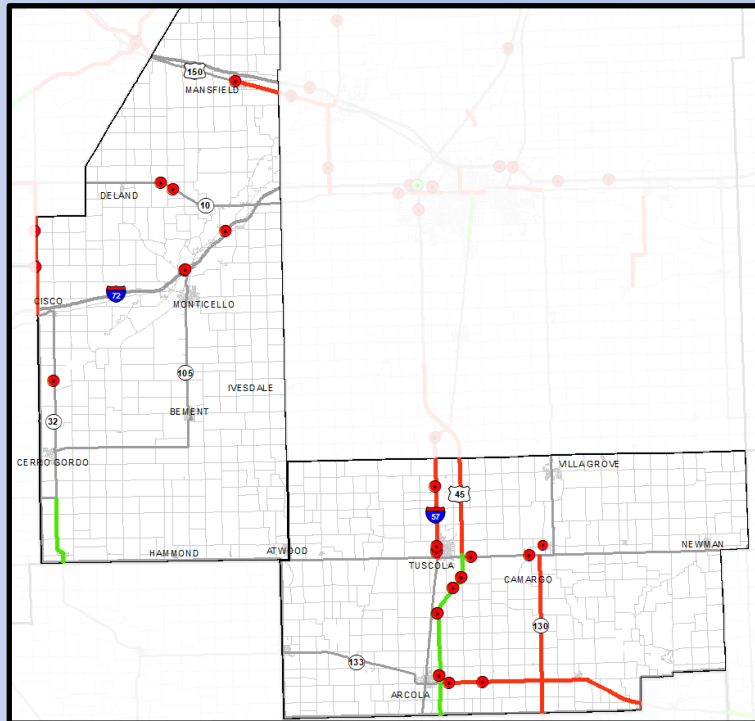 150
MANSFIELD
DELAND
10
CISCO
72
MONTICELLO
105
IVESDALE
BEMENT
32
CERRO GORDO
VILLA GROVE
45
57
HAMMOND
ATWOOD
TUSCOLA
NEWMAN
CAMARGO
130
133
ARCOLA